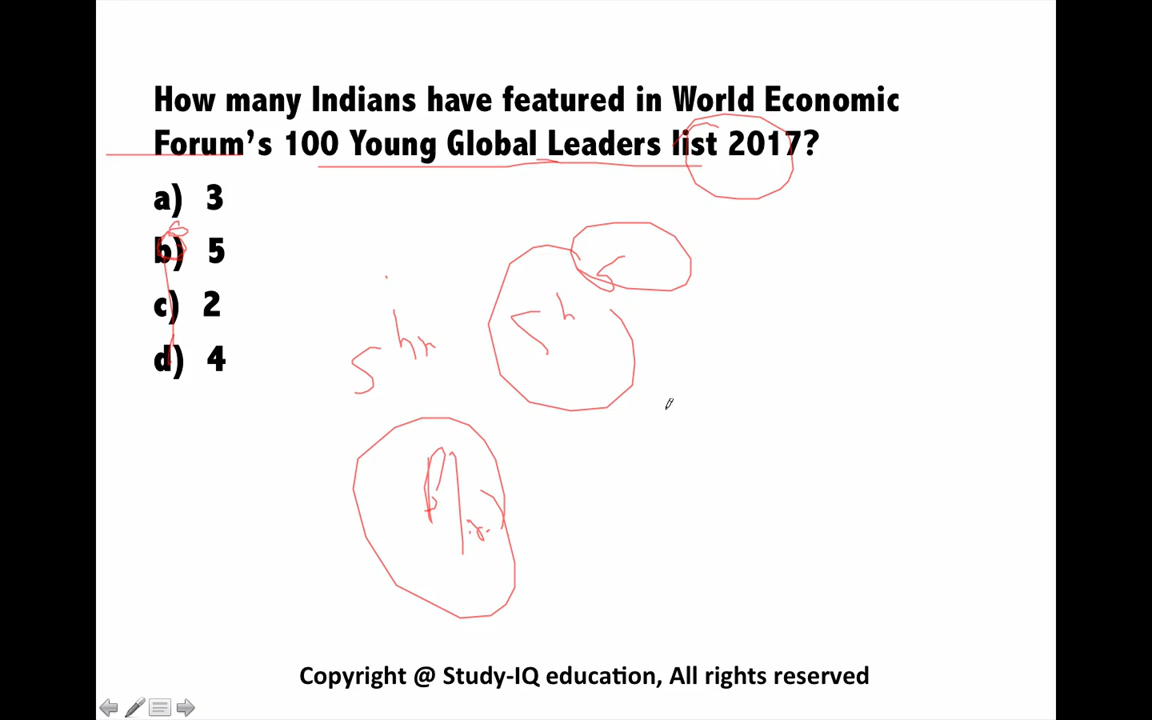 How many Indians have featured in World Economic
Forum's 100 Young Global Leaders list 2017?
a) 3
b) 5
c) 2
d) 4
Copyright @ Study-IQ education, All rights reserved